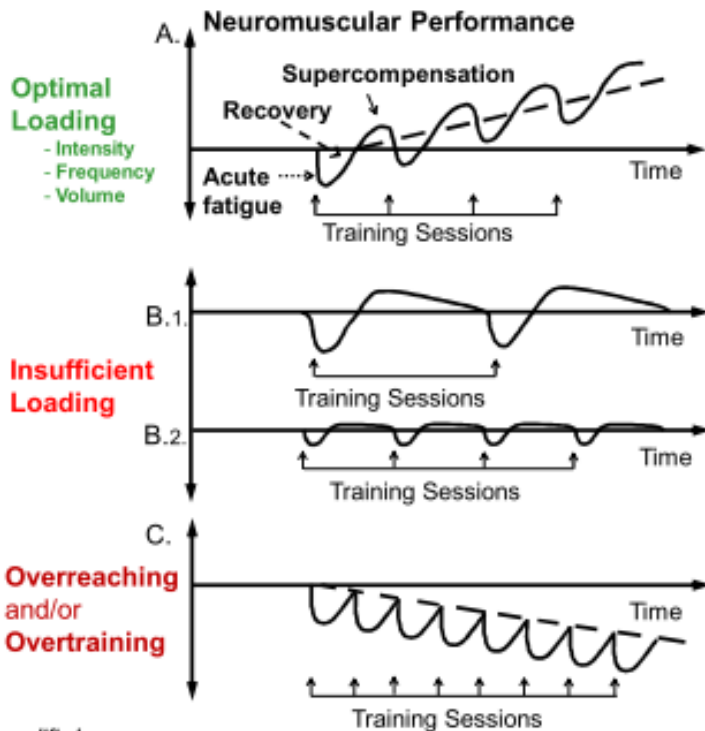 Neuromuscular Performance
A.
Optimal
Loading
- Intensity
- Frequency
- Volume
Supercompensation
Recovery
Acute
fatigue
Time
Training Sessions
B.1.
Time
Insufficient
Loading
Training Sessions
B.2.
Time
Training Sessions
C.
Overreaching
and/or
Overtraining
Time
Training Sessions